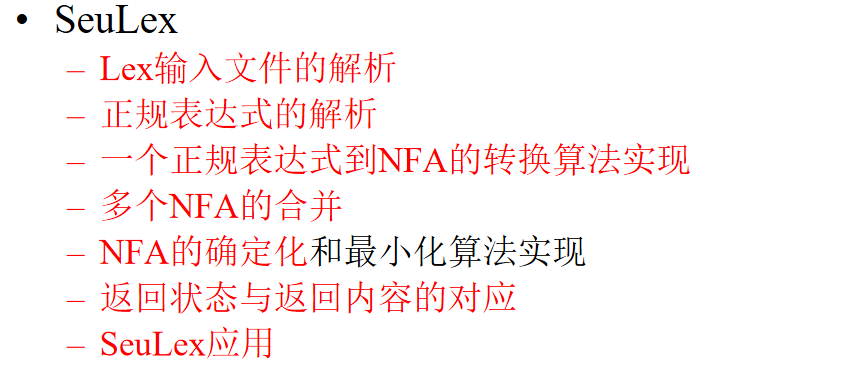 • SeuLex
– Lex输入文件的解析
– 正规表达式的解析
– 一个正规表达式到NFA的转换算法实现
– 多个NFA的合并
– NFA的确定化和最小化算法实现
– 返回状态与返回内容的对应
– SeuLex应用